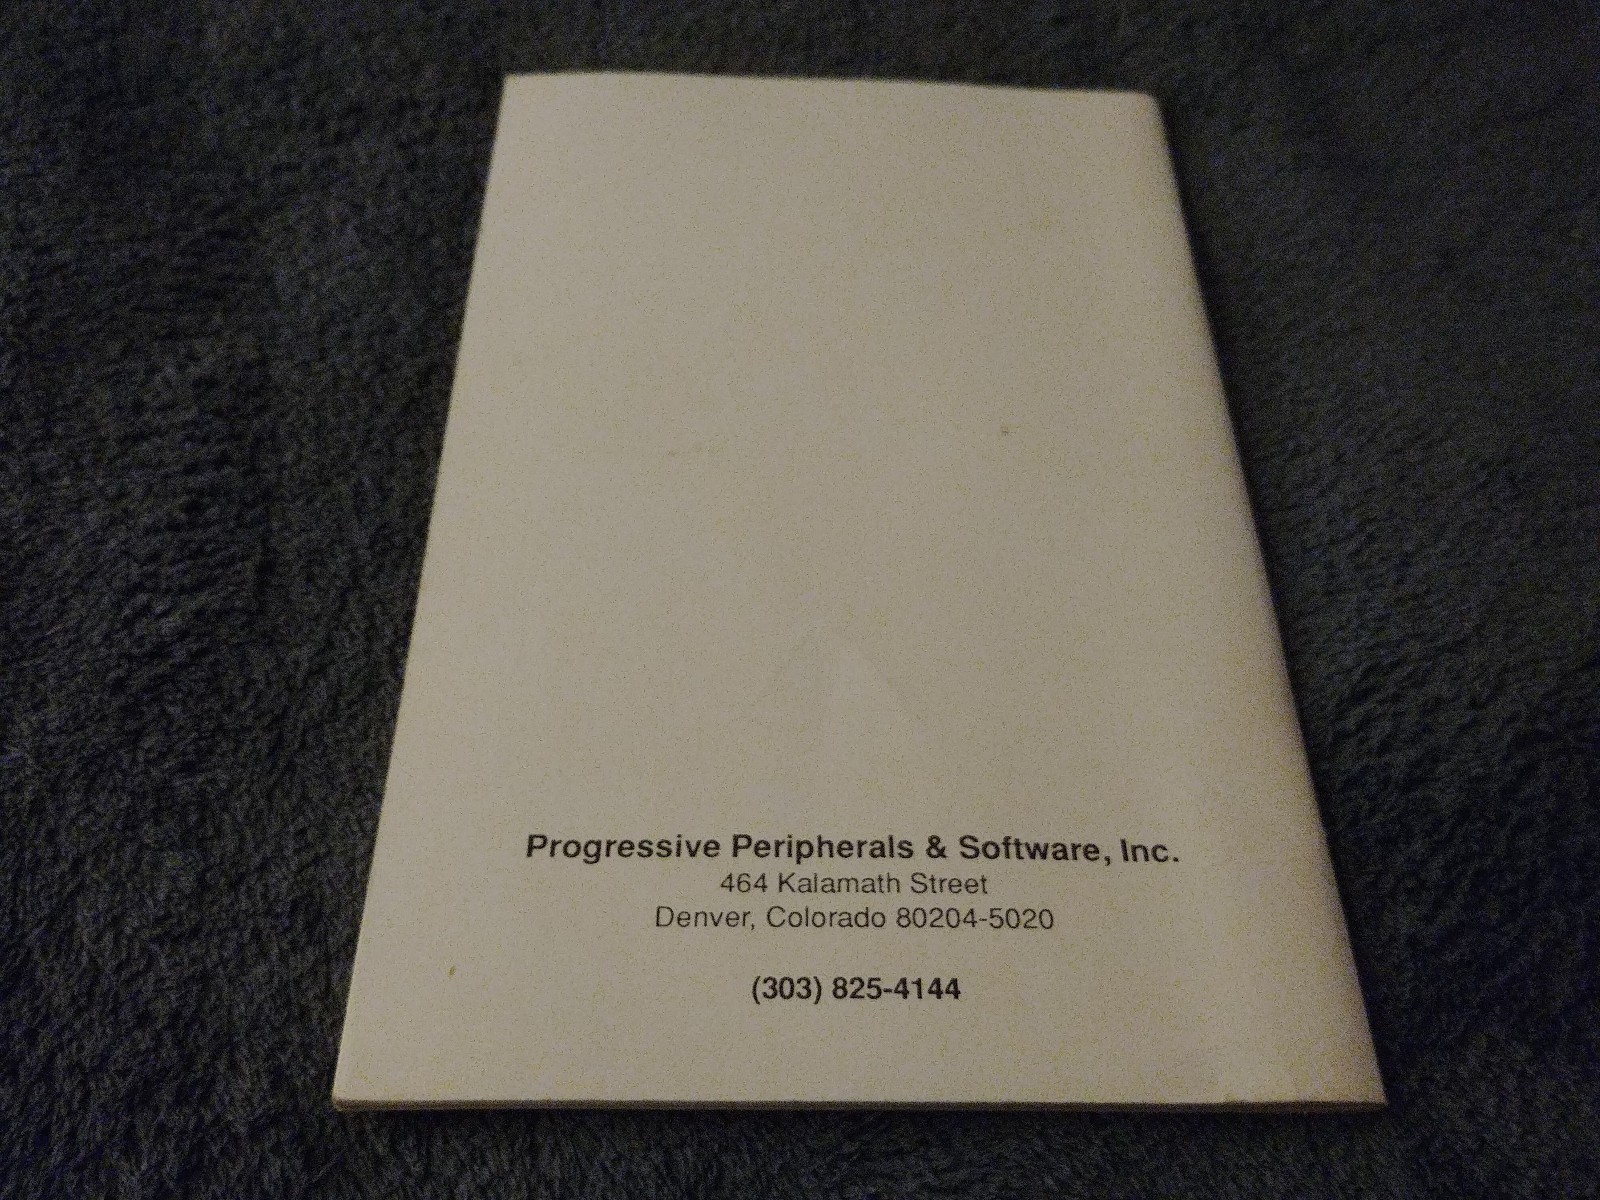 Progressive Peripherals & Software, Inc.
464 Kalamath Street
Denver, Colorado 80204-5020
(303) 825-4144